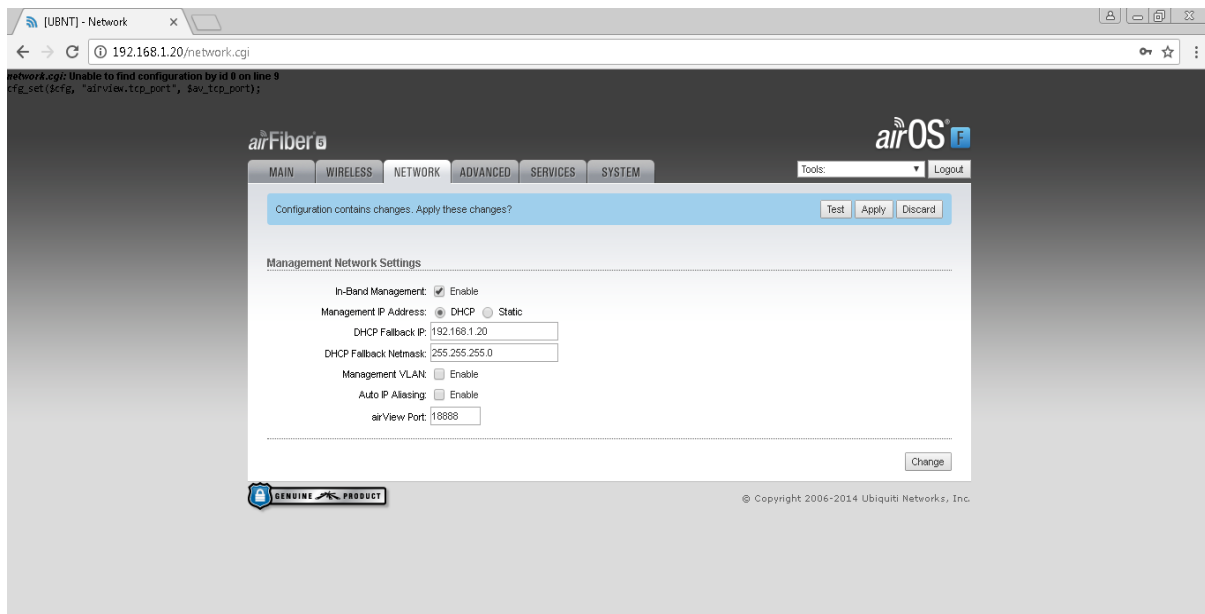 [UBNT] - Network
192.168.1.20/network.cgi
network.cgi: Unable to find configuration by id 0 on line 9
cfg_set($cfg, "airview.tcp_port", $av_tcp_port);
airFiber® 5
airOS® F
MAIN WIRELESS NETWORK ADVANCED SERVICES SYSTEM Tools: Logout
Configuration contains changes. Apply these changes? Test Apply Discard
Management Network Settings
In-Band Management: Enable
Management IP Address: DHCP Static
DHCP Fallback IP: 192.168.1.20
DHCP Fallback Netmask: 255.255.255.0
Management VLAN: Enable
Auto IP Aliasing: Enable
airView Port: 18888
Change
GENUINE PRODUCT
© Copyright 2006-2014 Ubiquiti Networks, Inc.